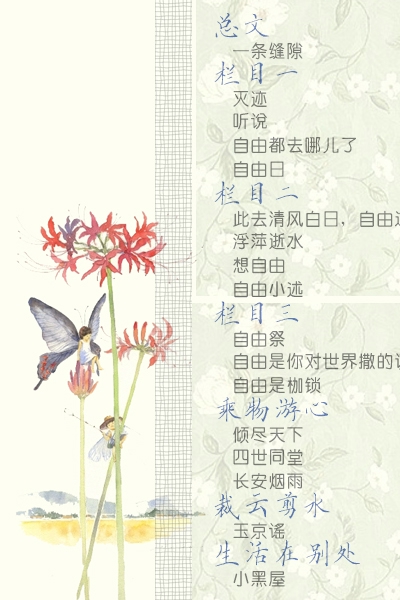 总文
一条缝隙
栏目一
灭迹
听说
自由都去哪儿了
自由日
栏目二
此去清风白日，自由
浮萍逝水
想自由
自由小述
栏目三
自由祭
自由是你对世界撒的
自由是枷锁
乘物游心
倾尽天下
四世同堂
长安烟雨
裁云剪水
玉京谣
生活在别处
小黑屋